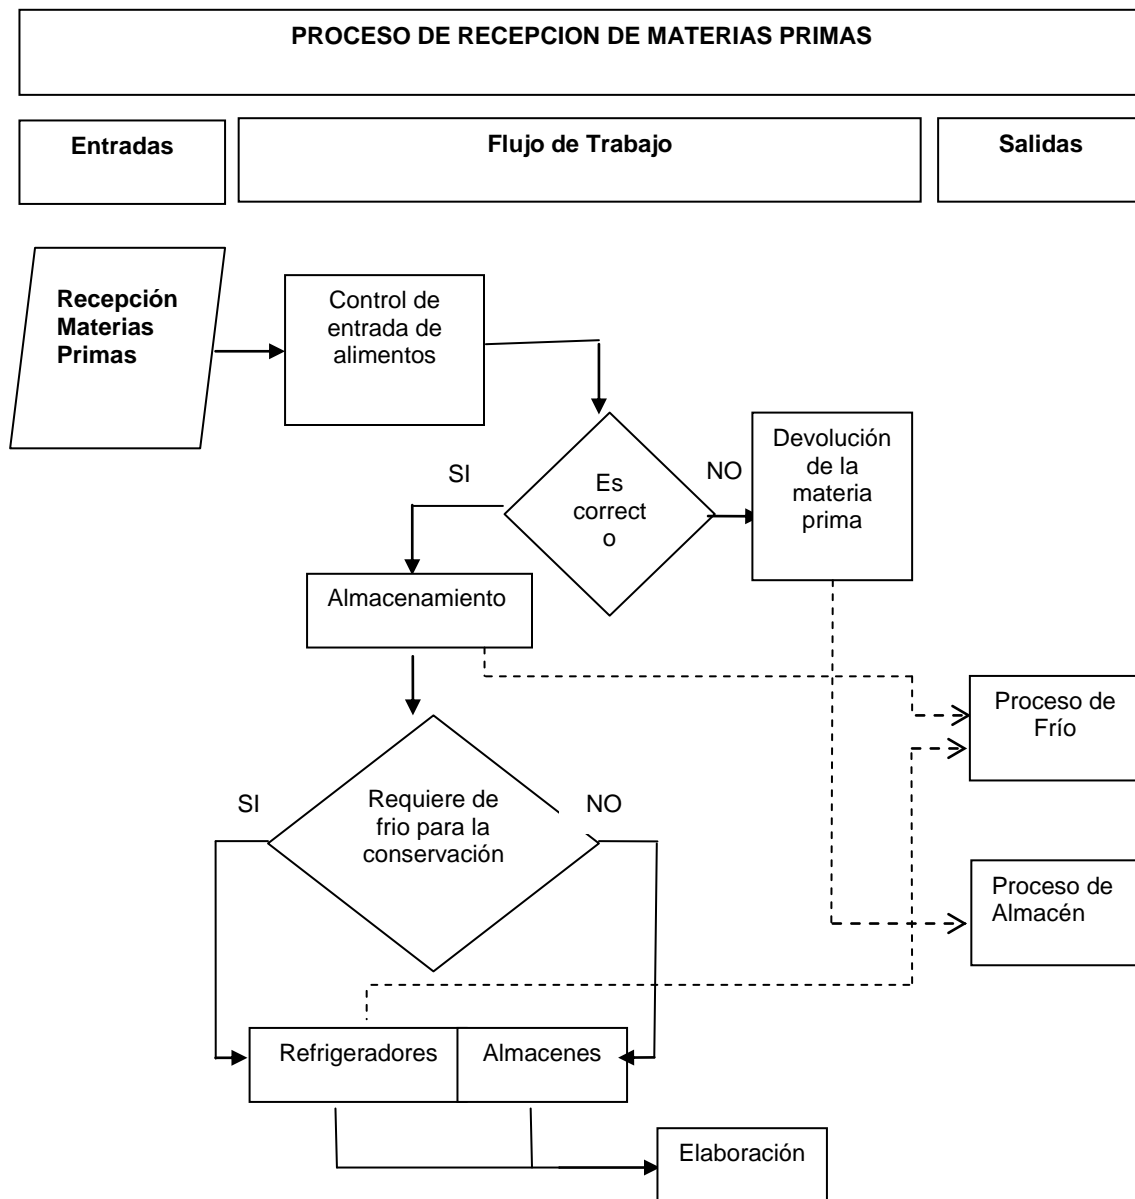 PROCESO DE RECEPCION DE MATERIAS PRIMAS
Entradas
Flujo de Trabajo
Salidas
Recepción
Materias
Primas
Control de
entrada de
alimentos
SI
Es
correct
o
NO
Devolución
de la
materia
prima
Almacenamiento
Proceso de
Frío
SI
Requiere de
frio para la
conservación
NO
Proceso de
Almacén
Refrigeradores
Almacenes
Elaboración